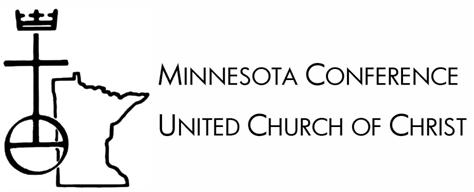 MINNESOTA CONFERENCE
UNITED CHURCH OF CHRIST